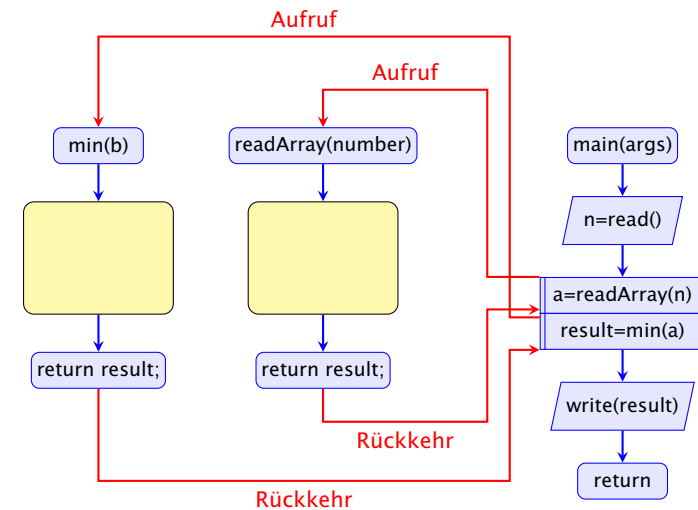 Aufruf
Aufruf
min(b)
readArray(number)
main(args)
n=read()
a=readArray(n)
result=min(a)
return result;
return result;
write(result)
Rückkehr
return
Rückkehr